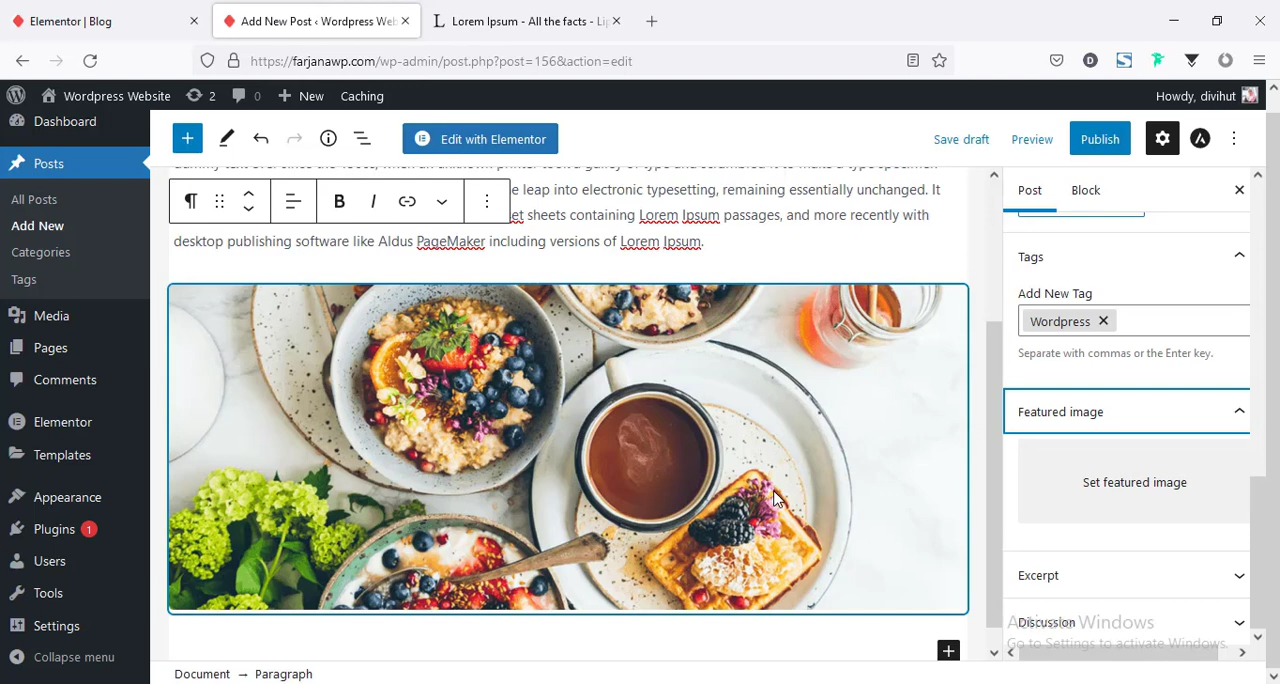 Elementor | Blog
Add New Post ‹ Wordpress Web
Lorem Ipsum - All the facts - Lip
https://farjanawp.com/wp-admin/post.php?post=156&action=edit
Wordpress Website
2
0
New
Caching
Howdy, divihut
Dashboard
Posts
All Posts
Add New
Categories
Tags
Media
Pages
Comments
Elementor
Templates
Appearance
Plugins 1
Users
Tools
Settings
Collapse menu
Edit with Elementor
Save draft
Preview
Publish
B I
leap into electronic typesetting, remaining essentially unchanged. It
sheets containing Lorem Ipsum passages, and more recently with
desktop publishing software like Aldus PageMaker including versions of Lorem Ipsum.
Post
Block
Tags
Add New Tag
Wordpress
Separate with commas or the Enter key.
Featured image
Set featured image
Excerpt
Discussion
Activate Windows
Go to Settings to activate Windows.
Document → Paragraph